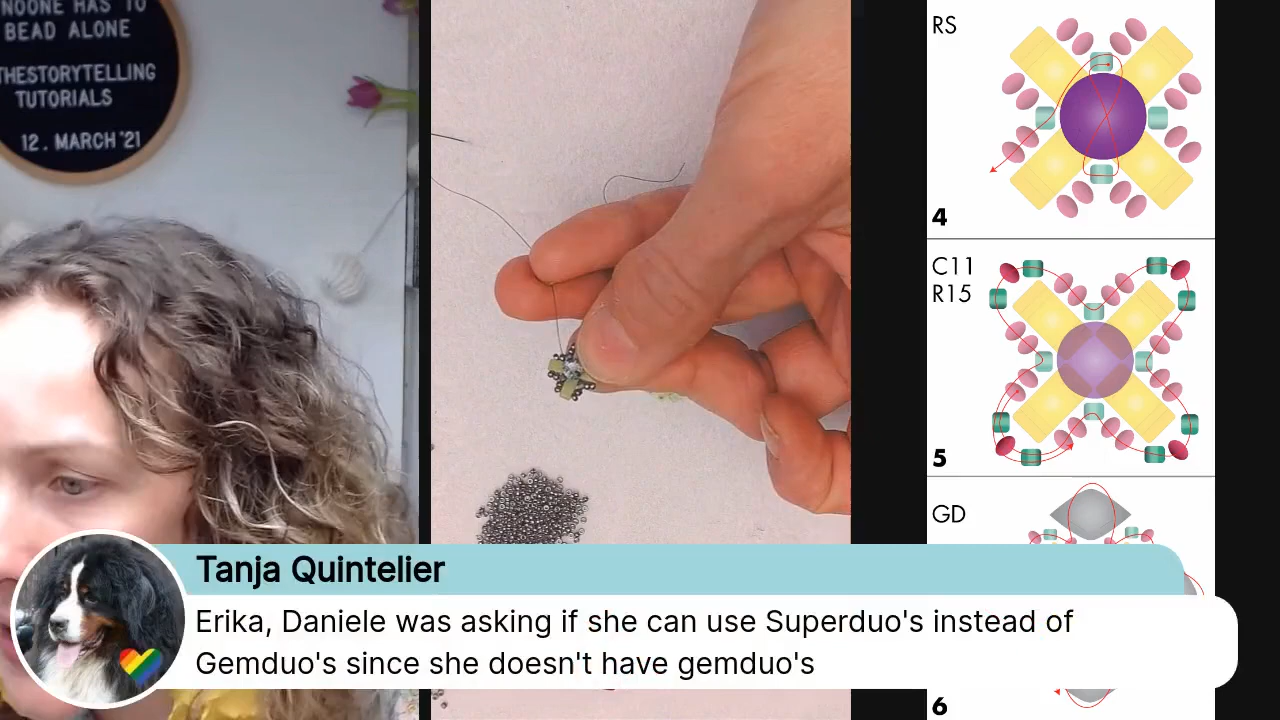 NOONE HAS TO
BEAD ALONE
THESTORYTELLING
TUTORIALS
12. MARCH '21
RS
4
C11
R15
5
GD
6
Tanja Quintelier
Erika, Daniele was asking if she can use Superduo's instead of
Gemduo's since she doesn't have gemduo's